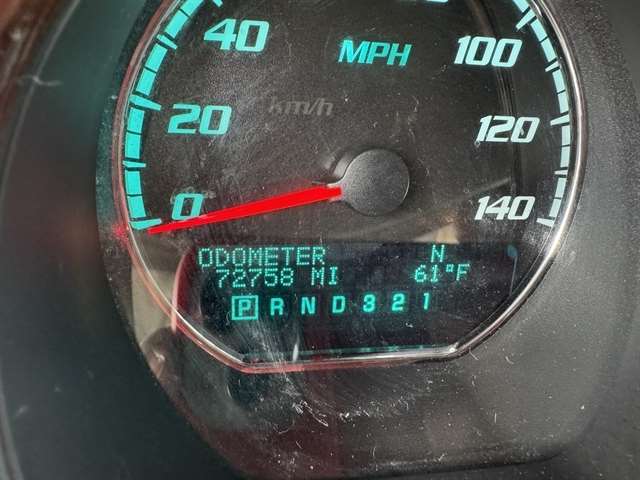 40
MPH
100
km/h
20
120
0
140
ODOMETER N
72758 MI 61°F
P R N D 3 2 1